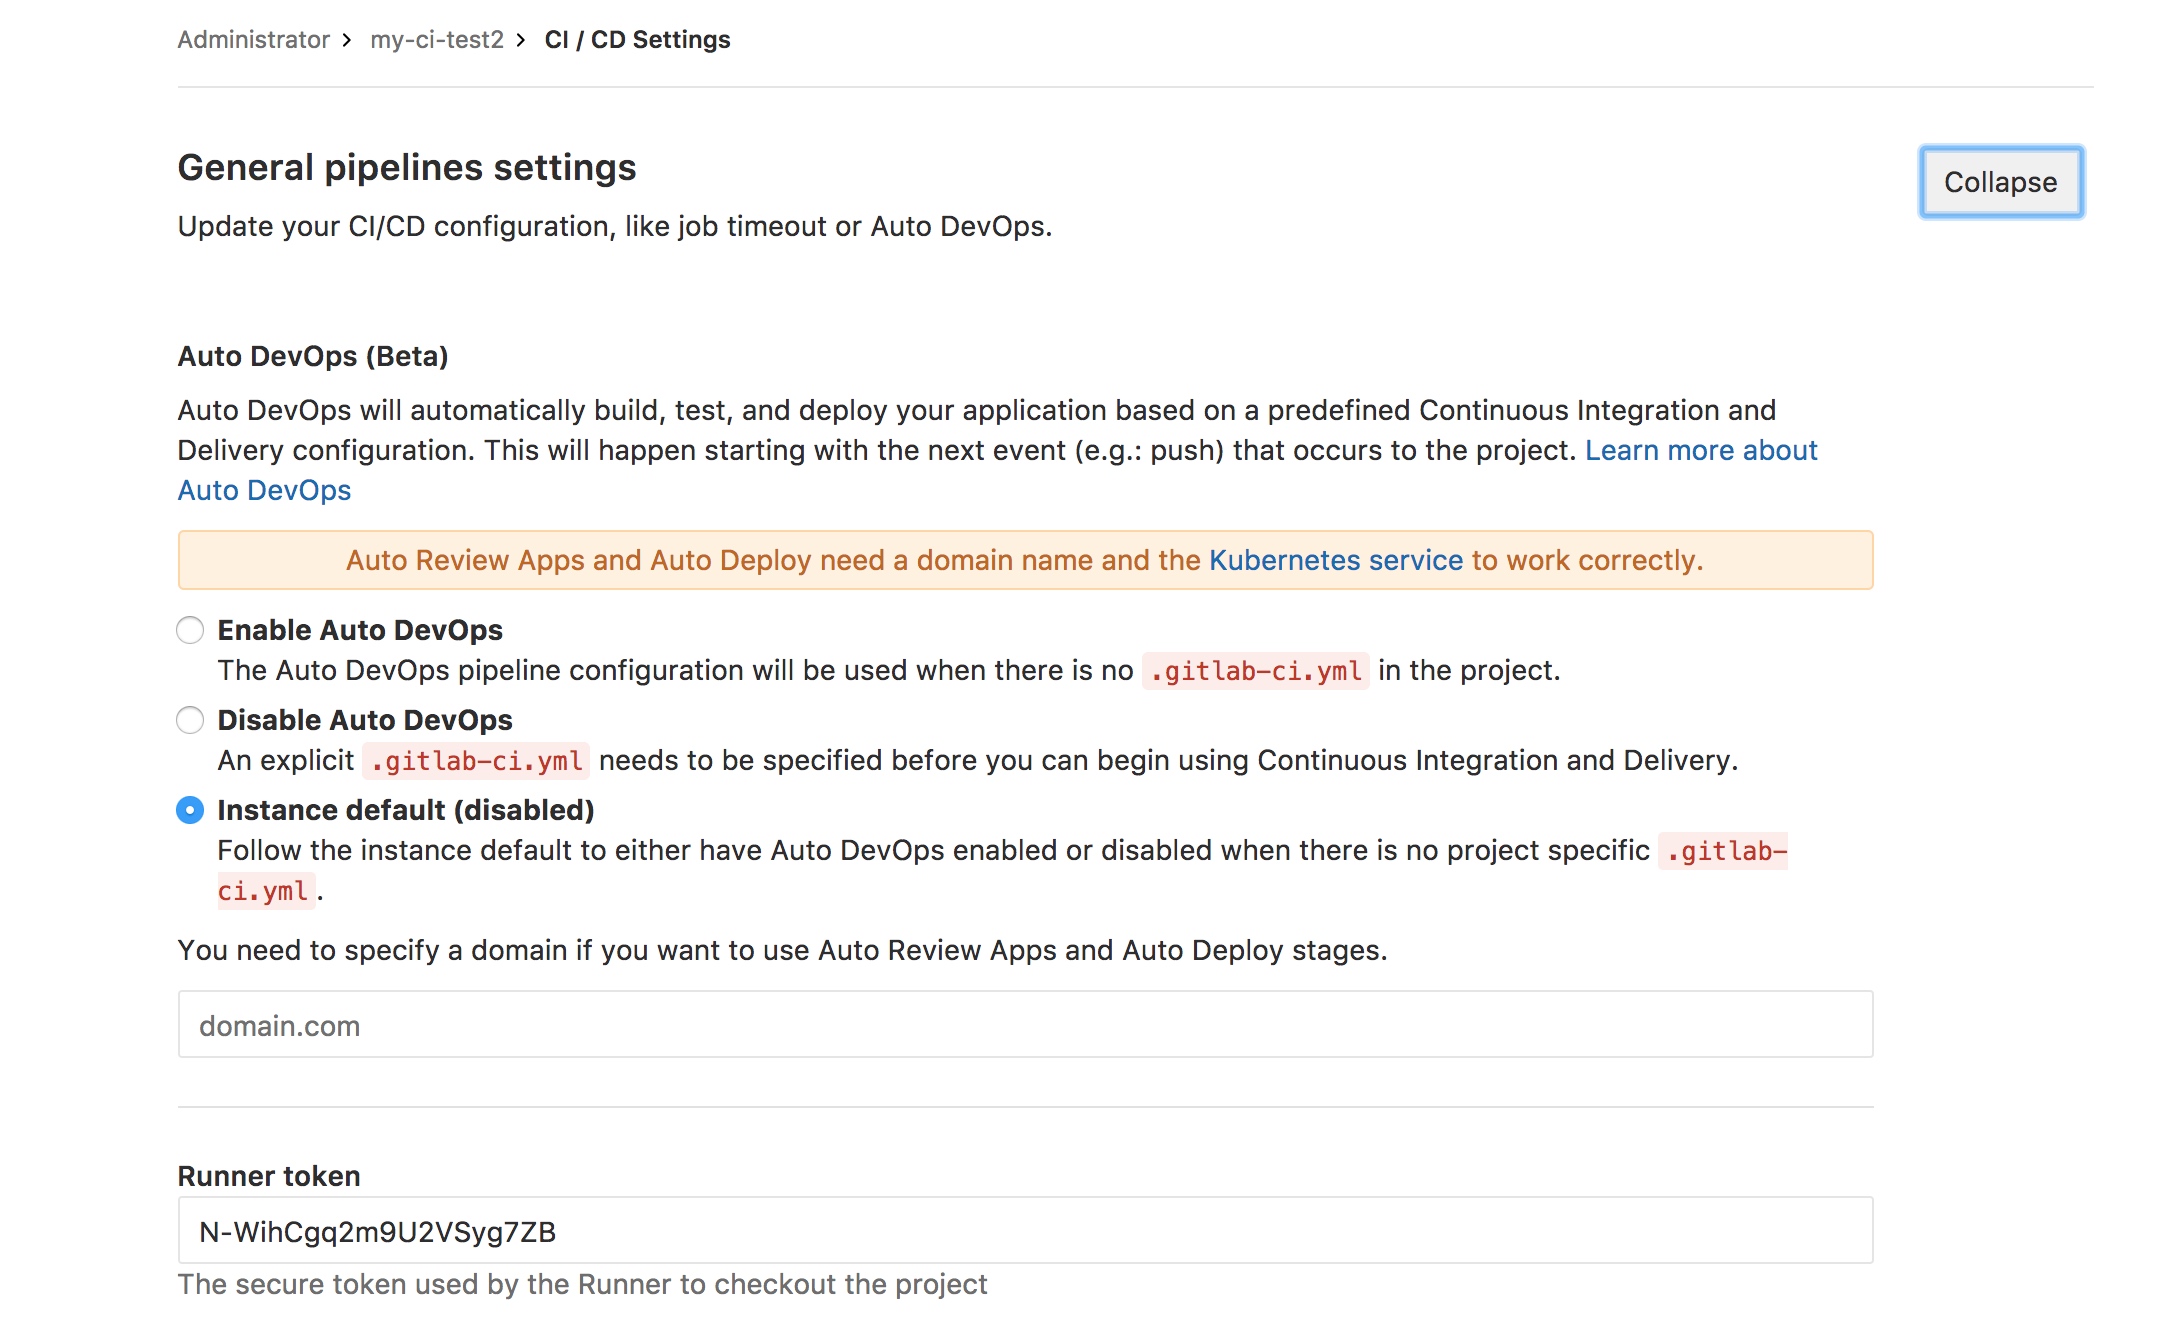 Administrator > my-ci-test2 > CI / CD Settings
General pipelines settings
Collapse
Update your CI/CD configuration, like job timeout or Auto DevOps.
Auto DevOps (Beta)
Auto DevOps will automatically build, test, and deploy your application based on a predefined Continuous Integration and
Delivery configuration. This will happen starting with the next event (e.g.: push) that occurs to the project. Learn more about
Auto DevOps
Auto Review Apps and Auto Deploy need a domain name and the Kubernetes service to work correctly.
Enable Auto DevOps
The Auto DevOps pipeline configuration will be used when there is no .gitlab-ci.yml in the project.
Disable Auto DevOps
An explicit .gitlab-ci.yml needs to be specified before you can begin using Continuous Integration and Delivery.
Instance default (disabled)
Follow the instance default to either have Auto DevOps enabled or disabled when there is no project specific .gitlab-
ci.yml.
You need to specify a domain if you want to use Auto Review Apps and Auto Deploy stages.
domain.com
Runner token
N-WihCgq2m9U2VSyg7ZB
The secure token used by the Runner to checkout the project